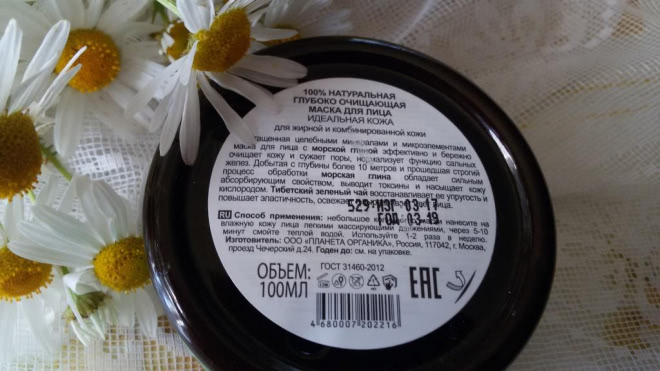 100% НАТУРАЛЬНАЯ
ГЛУБОКО ОЧИЩАЮЩАЯ
МАСКА ДЛЯ ЛИЦА
ИДЕАЛЬНАЯ КОЖА
для жирной и комбинированной кожи
целебными минералами и микроэлементами
маска для лица с морской глиной эффективно и бережно
очищает кожу и сужает поры, нормализует функцию сальных
желез. Добытая с глубины более 10 метров и прошедшая строгий
процесс обработки морская глина обладает сильным
абсорбирующим свойством, выводит токсины и насыщает кожу
кислородом. Тибетский зеленый чай восстанавливает ее упругость и
повышает эластичность, лица.
529 ИЗГ 03.17
ГОД 03.19
RU Способ применения: небольшое нанесите на
влажную кожу лица легкими массирующими движениями, через 5-10
минут смойте теплой водой. Используйте 1-2 раза в неделю.
Изготовитель: ООО «ПЛАНЕТА ОРГАНИКА», Россия, 117042, г. Москва,
проезд Чечерский д.24. Годен до: см. на упаковке.
ОБЪЕМ:
100МЛ
ГОСТ 31460-2012
EAC
4 680007 202216